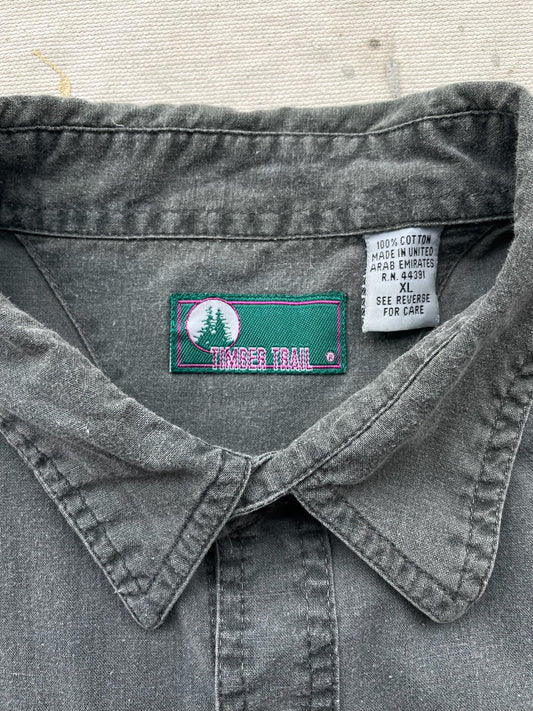 100% COTTON
MADE IN UNITED
ARAB EMIRATES
R.N. 44391
XL
SEE REVERSE
FOR CARE
TIMBER TRAIL ®